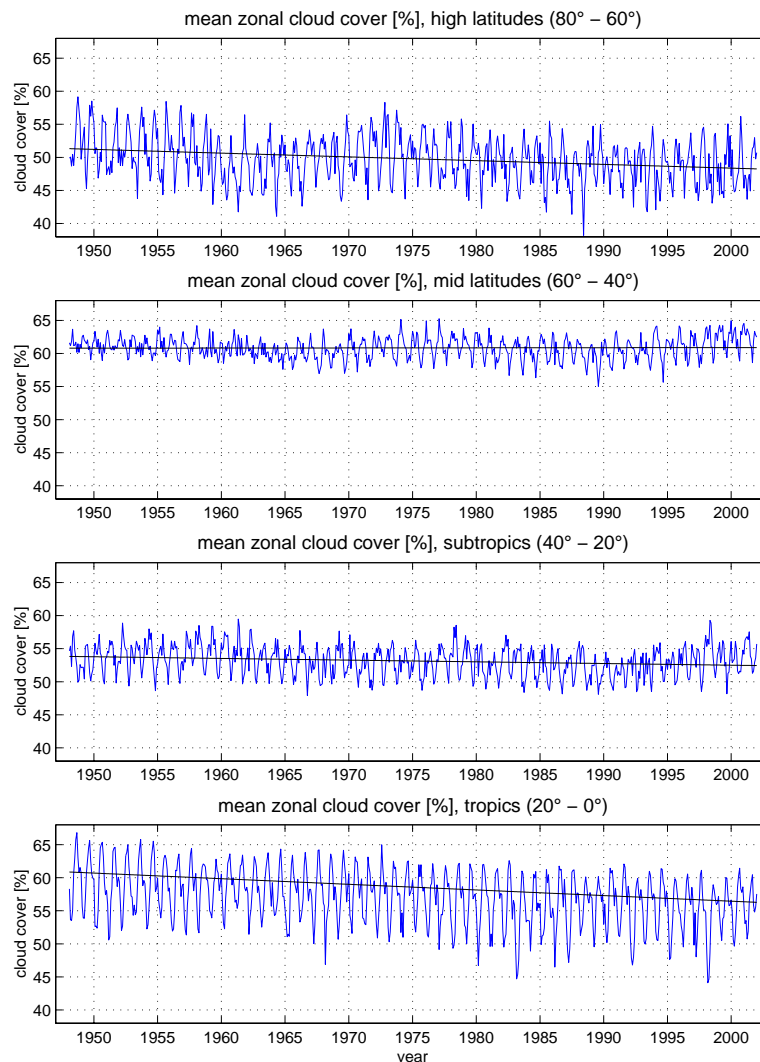 mean zonal cloud cover [%], high latitudes (80° − 60°)
cloud cover [%]
65
60
55
50
45
40
1950 1955 1960 1965 1970 1975 1980 1985 1990 1995 2000
mean zonal cloud cover [%], mid latitudes (60° − 40°)
cloud cover [%]
65
60
55
50
45
40
1950 1955 1960 1965 1970 1975 1980 1985 1990 1995 2000
mean zonal cloud cover [%], subtropics (40° − 20°)
cloud cover [%]
65
60
55
50
45
40
1950 1955 1960 1965 1970 1975 1980 1985 1990 1995 2000
mean zonal cloud cover [%], tropics (20° − 0°)
cloud cover [%]
65
60
55
50
45
40
1950 1955 1960 1965 1970 1975 1980 1985 1990 1995 2000
year